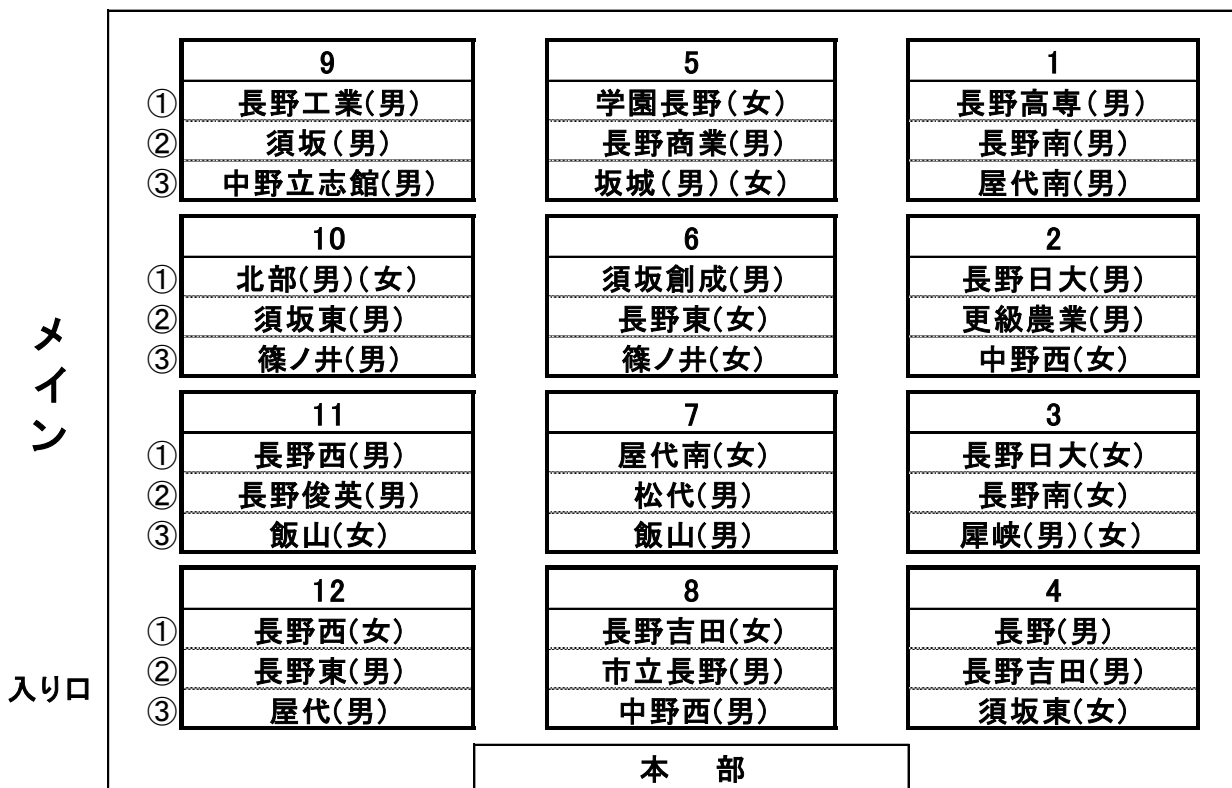 9 5 1
① 長野工業(男) 学園長野(女) 長野高専(男)
② 須坂(男) 長野商業(男) 長野南(男)
③ 中野立志館(男) 坂城(男)(女) 屋代南(男)
10 6 2
① 北部(男)(女) 須坂創成(男) 長野日大(男)
② 須坂東(男) 長野東(女) 更級農業(男)
③ 篠ノ井(男) 篠ノ井(女) 中野西(女)
メイン
11 7 3
① 長野西(男) 屋代南(女) 長野日大(女)
② 長野俊英(男) 松代(男) 長野南(女)
③ 飯山(女) 飯山(男) 犀峡(男)(女)
12 8 4
① 長野西(女) 長野吉田(女) 長野(男)
② 長野東(男) 市立長野(男) 長野吉田(男)
入り口
③ 屋代(男) 中野西(男) 須坂東(女)
本 部